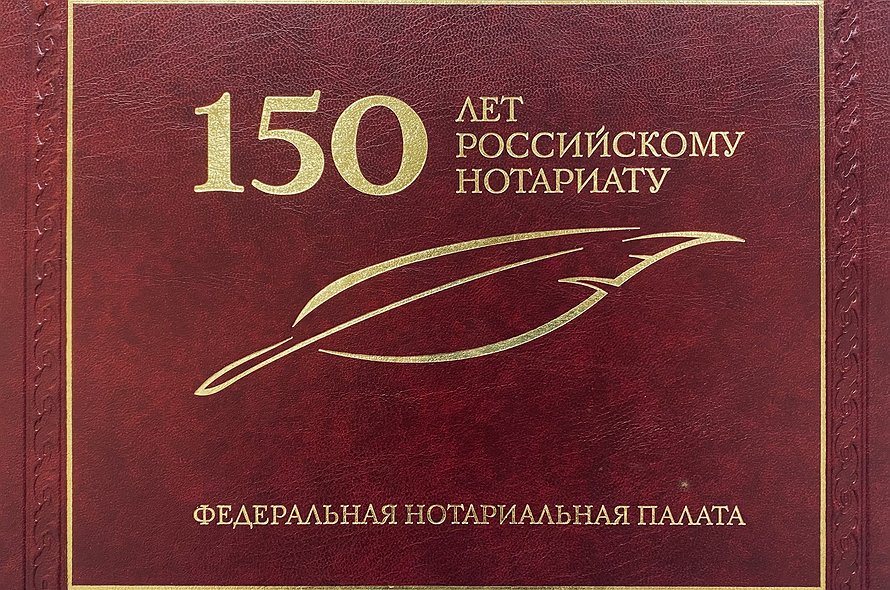 150 ЛЕТ
РОССИЙСКОМУ
НОТАРИАТУ
ФЕДЕРАЛЬНАЯ НОТАРИАЛЬНАЯ ПАЛАТА